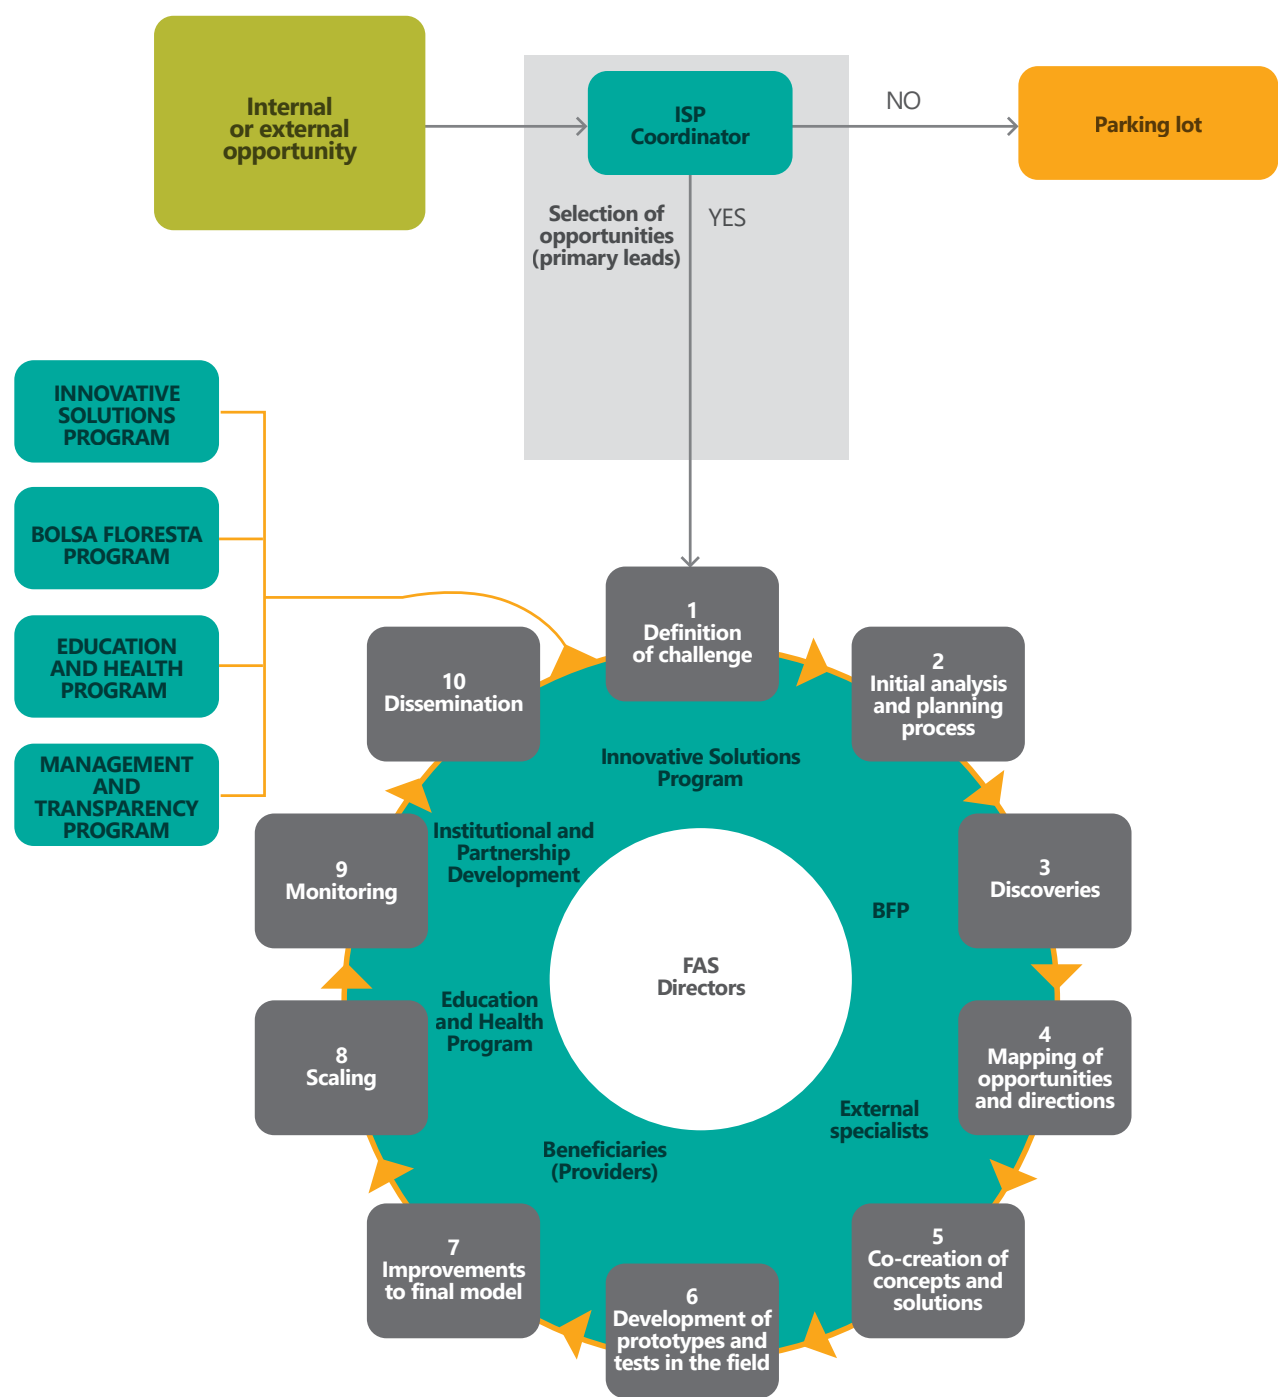 Internal
or external
opportunity
ISP
Coordinator
NO
Parking lot
Selection of
opportunities
(primary leads)
YES
INNOVATIVE
SOLUTIONS
PROGRAM
BOLSA FLORESTA
PROGRAM
EDUCATION
AND HEALTH
PROGRAM
MANAGEMENT
AND
TRANSPARENCY
PROGRAM
1
Definition
of challenge
2
Initial analysis
and planning
process
3
Discoveries
4
Mapping of
opportunities
and directions
5
Co-creation of
concepts and
solutions
6
Development of
prototypes and
tests in the field
7
Improvements
to final model
8
Scaling
9
Monitoring
10
Dissemination
Innovative Solutions
Program
Institutional and
Partnership
Development
BFP
FAS
Directors
Education
and Health
Program
External
specialists
Beneficiaries
(Providers)